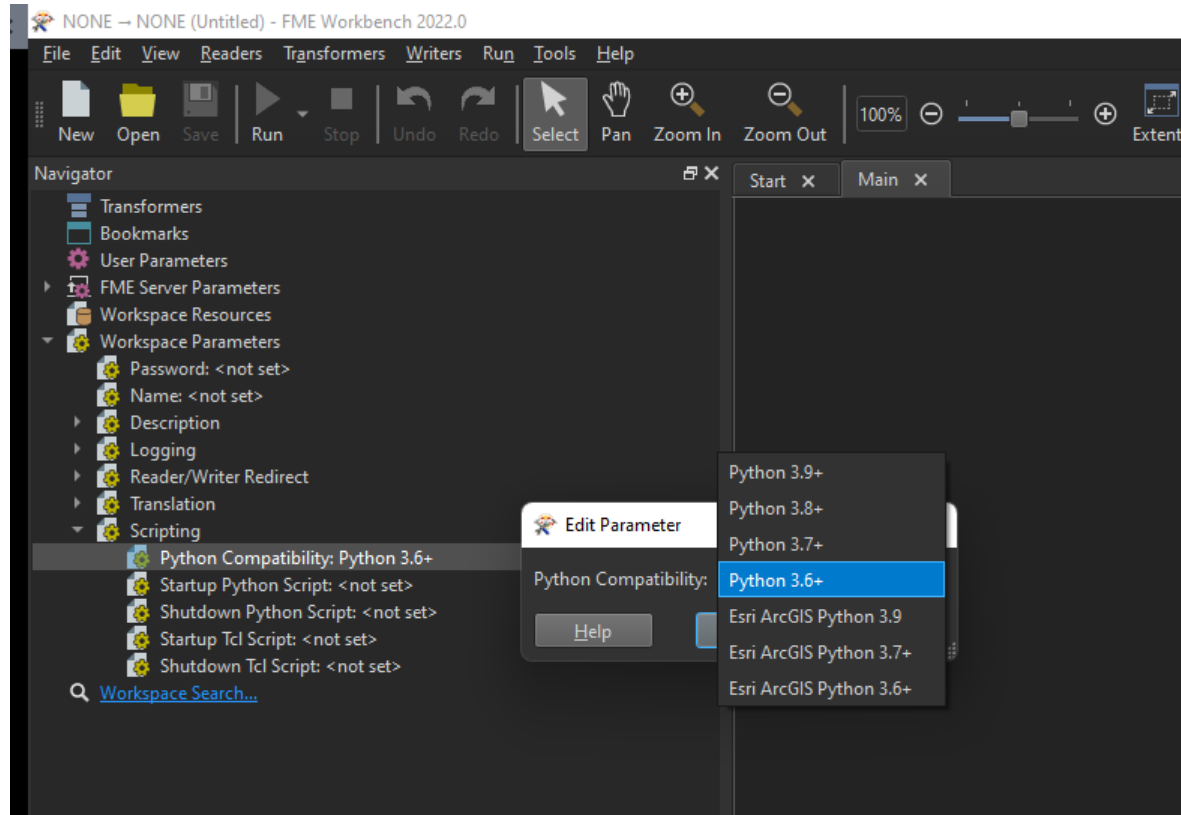 NONE → NONE (Untitled) - FME Workbench 2022.0
File Edit View Readers Transformers Writers Run Tools Help
New Open Save Run Stop Undo Redo Select Pan Zoom In Zoom Out 100% Extent
Navigator
Start Main
Transformers
Bookmarks
User Parameters
FME Server Parameters
Workspace Resources
Workspace Parameters
Password: <not set>
Name: <not set>
Description
Logging
Reader/Writer Redirect
Translation
Scripting
Python Compatibility: Python 3.6+
Startup Python Script: <not set>
Shutdown Python Script: <not set>
Startup Tcl Script: <not set>
Shutdown Tcl Script: <not set>
Workspace Search...
Edit Parameter
Python Compatibility:
Help
Python 3.9+
Python 3.8+
Python 3.7+
Python 3.6+
Esri ArcGIS Python 3.9
Esri ArcGIS Python 3.7+
Esri ArcGIS Python 3.6+